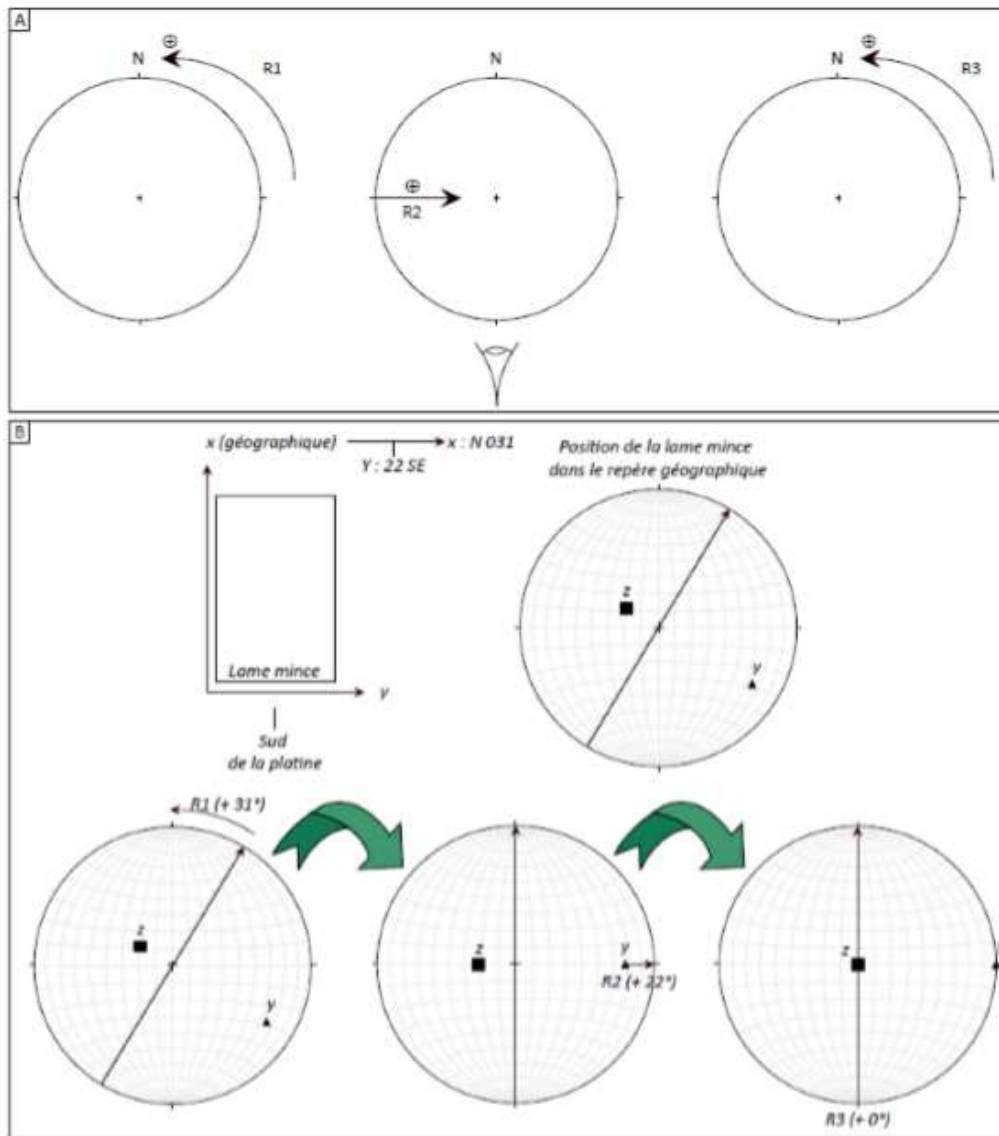 A
N
⊕
R1
N
⊕
R2
N
⊕
R3
B
x (géographique)
x : N 031
Y : 22 SE
Lame mince
y
Sud
de la platine
Position de la lame mince
dans le repère géographique
z
y
R1 (+ 31°)
z
y
z
y
R2 (+ 22°)
z
R3 (+ 0°)